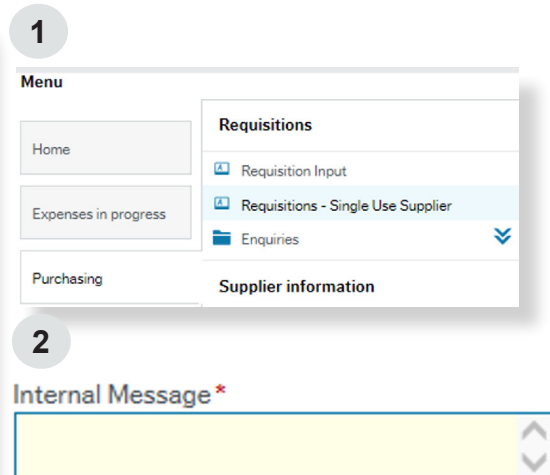 1
Menu
Home
Expenses in progress
Purchasing
Requisitions
Requisition Input
Requisitions - Single Use Supplier
Enquiries
Supplier information
2
Internal Message*